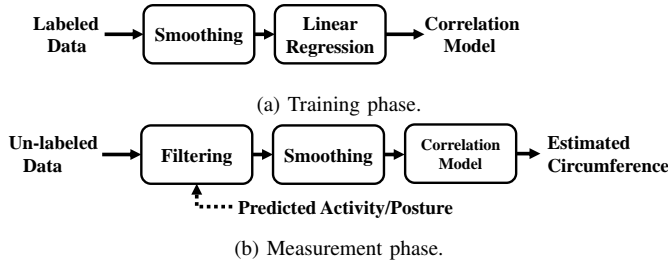 Labeled
Data
Smoothing
Linear
Regression
Correlation
Model
(a) Training phase.
Un-labeled
Data
Filtering
Smoothing
Correlation
Model
Estimated
Circumference
Predicted Activity/Posture
(b) Measurement phase.